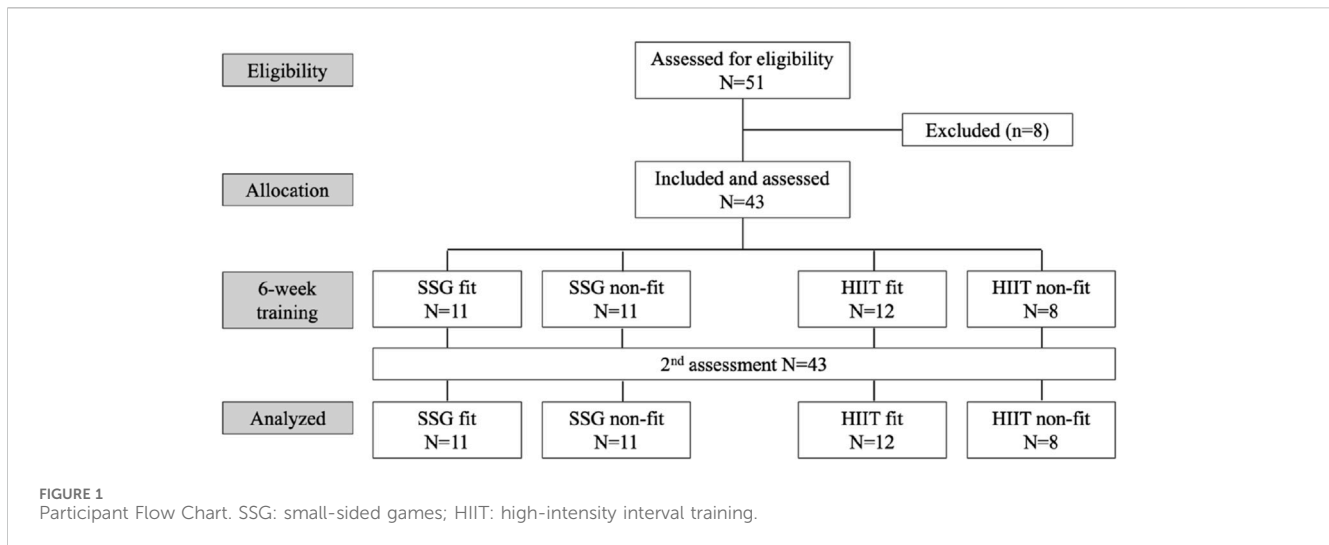 Eligibility
Assessed for eligibility
N=51
Excluded (n=8)
Allocation
Included and assessed
N=43
6-week
training
SSG fit
N=11
SSG non-fit
N=11
HIIT fit
N=12
HIIT non-fit
N=8
2nd assessment N=43
Analyzed
SSG fit
N=11
SSG non-fit
N=11
HIIT fit
N=12
HIIT non-fit
N=8
FIGURE 1
Participant Flow Chart. SSG: small-sided games; HIIT: high-intensity interval training.